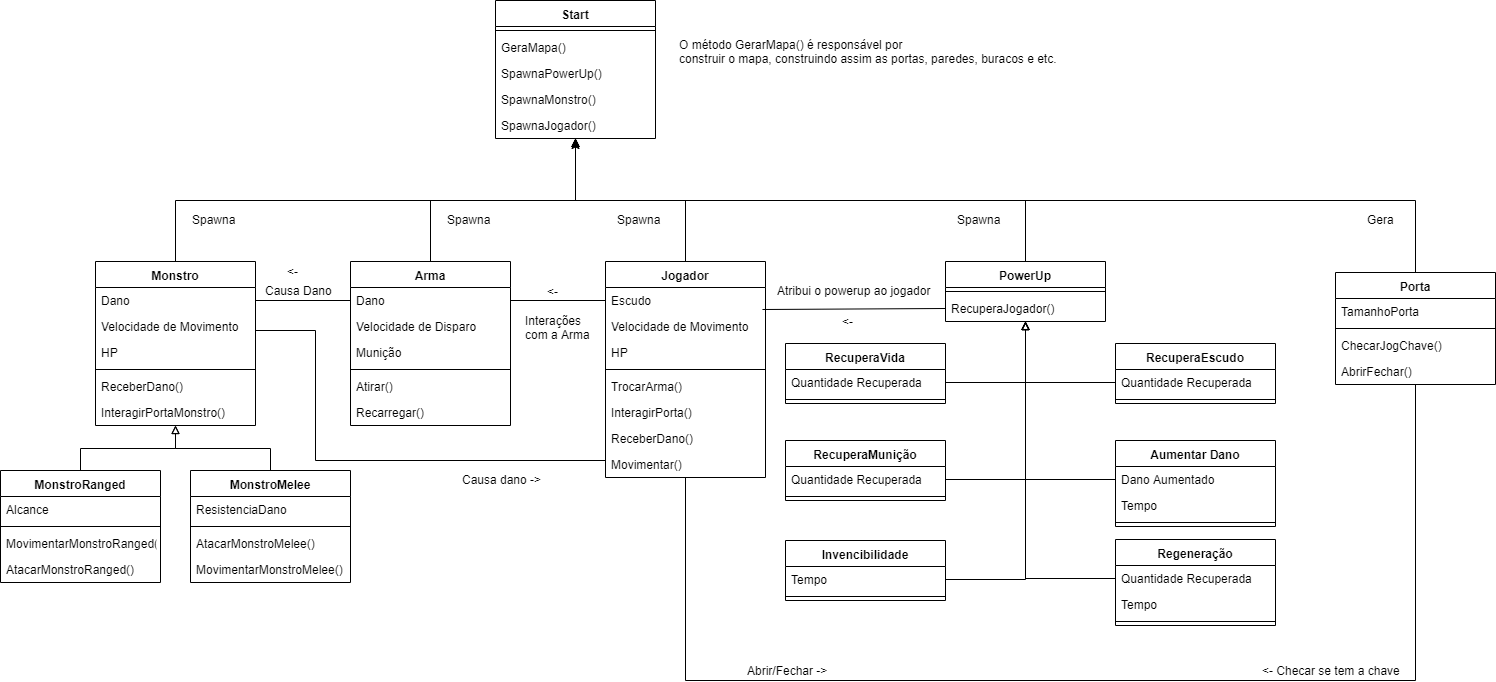 Start
GeraMapa()
SpawnaPowerUp()
SpawnaMonstro()
SpawnaJogador()
O método GerarMapa() é responsável por
construir o mapa, construindo assim as portas, paredes, buracos e etc.
Spawna
Spawna
Spawna
Spawna
Gera
Monstro
Dano
Velocidade de Movimento
HP
ReceberDano()
InteragirPortaMonstro()
<-
Causa Dano
Arma
Dano
Velocidade de Disparo
Munição
Atirar()
Recarregar()
<-
Interações
com a Arma
Jogador
Escudo
Velocidade de Movimento
HP
TrocarArma()
InteragirPorta()
ReceberDano()
Movimentar()
Atribui o powerup ao jogador
<-
PowerUp
RecuperaJogador()
Porta
TamanhoPorta
ChecarJogChave()
AbrirFechar()
RecuperaVida
Quantidade Recuperada
RecuperaEscudo
Quantidade Recuperada
RecuperaMunição
Quantidade Recuperada
Aumentar Dano
Dano Aumentado
Tempo
Invencibilidade
Tempo
Regeneração
Quantidade Recuperada
Tempo
MonstroRanged
Alcance
MovimentarMonstroRanged(
AtacarMonstroRanged()
MonstroMelee
ResistenciaDano
AtacarMonstroMelee()
MovimentarMonstroMelee()
Causa dano ->
Abrir/Fechar ->
<- Checar se tem a chave